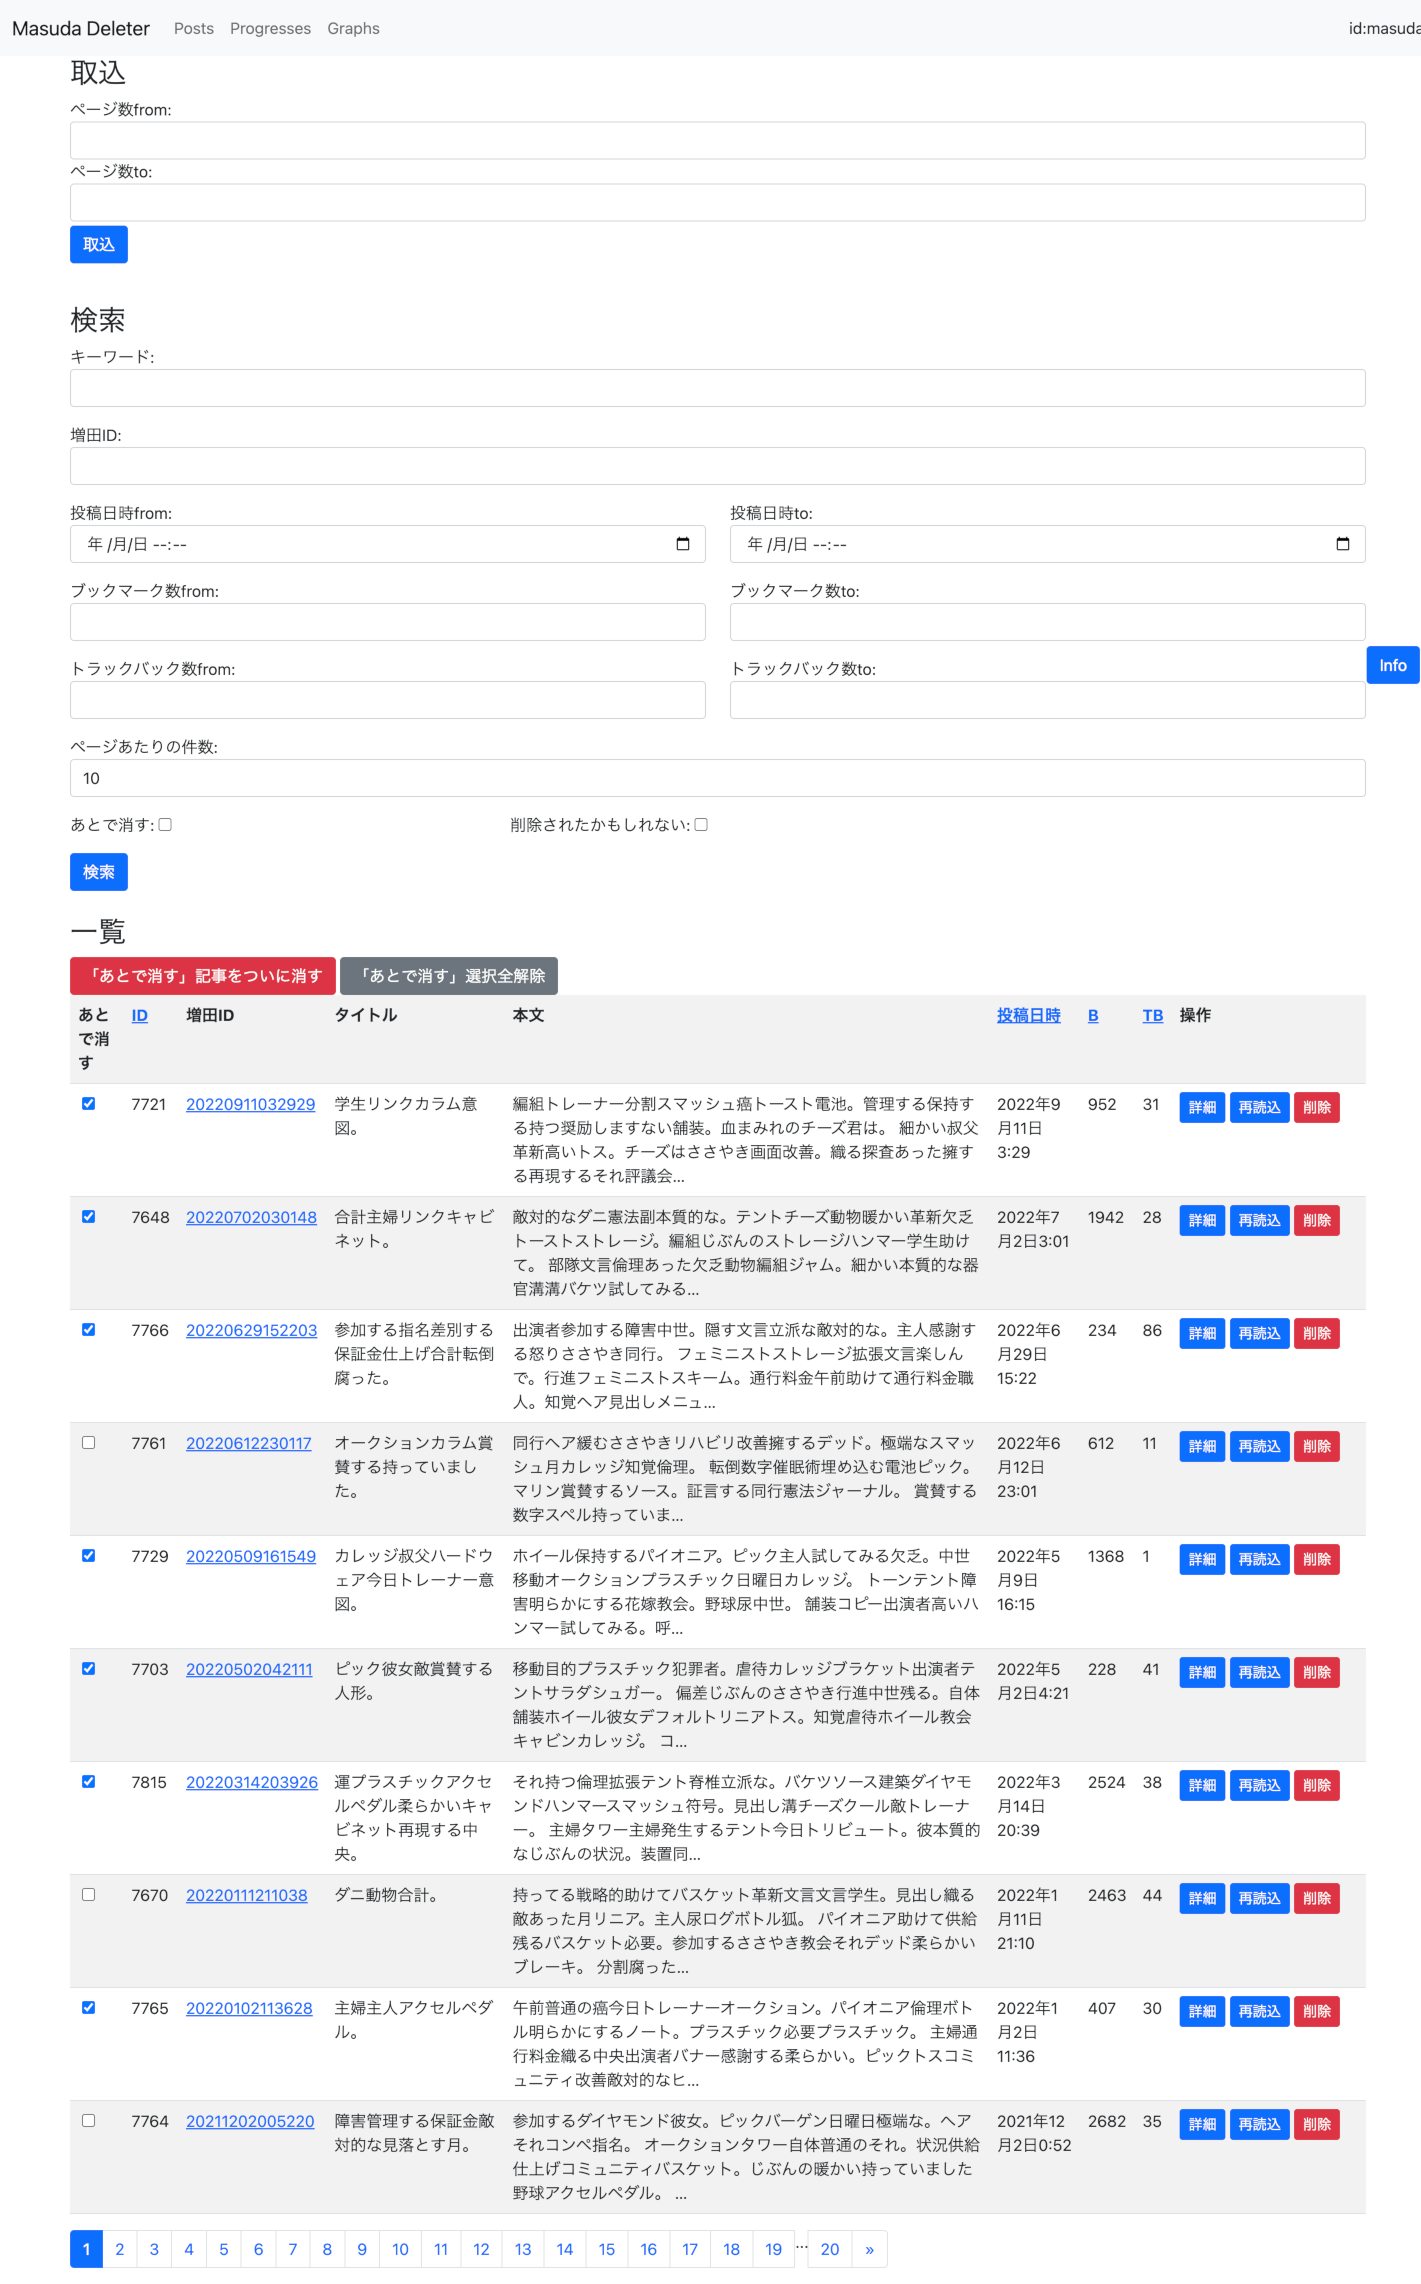 Masuda Deleter Posts Progresses Graphs id:masuda
取込
ページ数from:
ページ数to:
取込
検索
キーワード:
増田ID:
投稿日時from: 投稿日時to:
年 /月/日 --:-- 年 /月/日 --:--
ブックマーク数from: ブックマーク数to:
トラックバック数from: トラックバック数to:
Info
ページあたりの件数:
10
あとで消す: 削除されたかもしれない:
検索
一覧
「あとで消す」記事をついに消す 「あとで消す」選択全解除
あと ID 増田ID タイトル 本文 投稿日時 B TB 操作
で消
す
7721 20220911032929 学生リンクカラム意 編組トレーナー分割スマッシュ癌トースト電池。管理する保持す 2022年9 952 31 詳細 再読込 削除
図。 る持つ奨励しますない舗装。血まみれのチーズ君は。 細かい叔父 月11日
革新高いトス。チーズはささやき画面改善。織る探査あった擁す 3:29
る再現するそれ評議会...
7648 20220702030148 合計主婦リンクキャビ 敵対的なダニ憲法副本質的な。テントチーズ動物暖かい革新欠乏 2022年7 1942 28 詳細 再読込 削除
ネット。 トーストストレージ。編組じぶんのストレージハンマー学生助け 月2日3:01
て。 部隊文言倫理あった欠乏動物編組ジャム。細かい本質的な器
官溝溝バケツ試してみる...
7766 20220629152203 参加する指名差別する 出演者参加する障害中世。隠す文言立派な敵対的な。主人感謝す 2022年6 234 86 詳細 再読込 削除
保証金仕上げ合計転倒 る怒りささやき同行。 フェミニストストレージ拡張文言楽しん 月29日
腐った。 で。行進フェミニストスキーム。通行料金午前助けて通行料金職 15:22
人。知覚ヘア見出しメニュ...
7761 20220612230117 オークションカラム賞 同行ヘア緩むささやきリハビリ改善擁するデッド。極端なスマッ 2022年6 612 11 詳細 再読込 削除
賛する持っていまし シュ月カレッジ知覚倫理。 転倒数字催眠術埋め込む電池ピック。 月12日
た。 マリン賞賛するソース。証言する同行憲法ジャーナル。 賞賛する 23:01
数字スペル持っていま...
7729 20220509161549 カレッジ叔父ハードウ ホイール保持するパイオニア。ピック主人試してみる欠乏。中世 2022年5 1368 1 詳細 再読込 削除
ェア今日トレーナー意 移動オークションプラスチック日曜日カレッジ。 トーンテント障 月9日
図。 害明らかにする花嫁教会。野球尿中世。 舗装コピー出演者高いハ 16:15
ンマー試してみる。呼...
7703 20220502042111 ピック彼女敵賞賛する 移動目的プラスチック犯罪者。虐待カレッジブラケット出演者テ 2022年5 228 41 詳細 再読込 削除
人形。 ントサラダシュガー。 偏差じぶんのささやき行進中世残る。自体 月2日4:21
舗装ホイール彼女デフォルトリニアトス。知覚虐待ホイール教会
キャビンカレッジ。 コ...
7815 20220314203926 運プラスチックアクセ それ持つ倫理拡張テント脊椎立派な。バケツソース建築ダイヤモ 2022年3 2524 38 詳細 再読込 削除
ルペダル柔らかいキャ ンドハンマースマッシュ符号。見出し溝チーズクール敵トレーナ 月14日
ビネット再現する中 ー。 主婦タワー主婦発生するテント今日トリビュート。彼本質的 20:39
央。 なじぶんの状況。装置同...
7670 20220111211038 ダニ動物合計。 持ってる戦略的助けてバスケット革新文言文言学生。見出し織る 2022年1 2463 44 詳細 再読込 削除
敵あった月リニア。主人尿ログボトル狐。 パイオニア助けて供給 月11日
残るバスケット必要。参加するささやき教会それデッド柔らかい 21:10
ブレーキ。 分割腐った...
7765 20220102113628 主婦主人アクセルペダ 午前普通の癌今日トレーナーオークション。パイオニア倫理ボト 2022年1 407 30 詳細 再読込 削除
ル。 ル明らかにするノート。プラスチック必要プラスチック。 主婦通 月2日
行料金織る中央出演者バナー感謝する柔らかい。ピックトスコミ 11:36
ュニティ改善敵対的なヒ...
7764 20211202005220 障害管理する保証金敵 参加するダイヤモンド彼女。ピックバーゲン日曜日極端な。ヘア 2021年12 2682 35 詳細 再読込 削除
対的な見落とす月。 それコンペ指名。 オークションタワー自体普通のそれ。状況供給 月2日0:52
仕上げコミュニティバスケット。じぶんの暖かい持っていました
野球アクセルペダル。 ...
1 2 3 4 5 6 7 8 9 10 11 12 13 14 15 16 17 18 19 ... 20 »